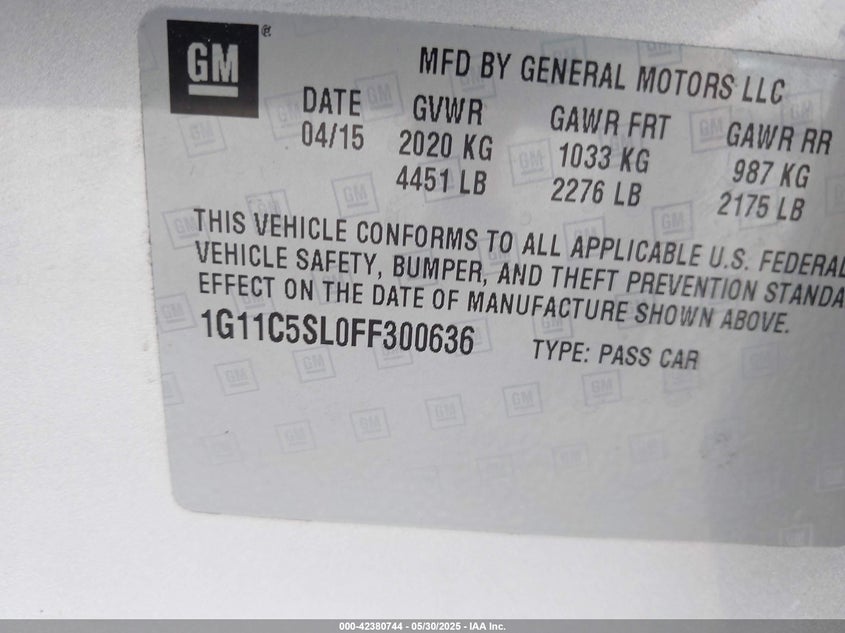 GM®
MFD BY GENERAL MOTORS LLC
DATE GVWR GAWR FRT GAWR RR
04/15 2020 KG 1033 KG 987 KG
4451 LB 2276 LB 2175 LB
THIS VEHICLE CONFORMS TO ALL APPLICABLE U.S. FEDERAL
VEHICLE SAFETY, BUMPER, AND THEFT PREVENTION STANDA
EFFECT ON THE DATE OF MANUFACTURE SHOWN ABOVE.
1G11C5SL0FF300636 TYPE: PASS CAR
000-42380744 — 05/30/2025 — IAA Inc.